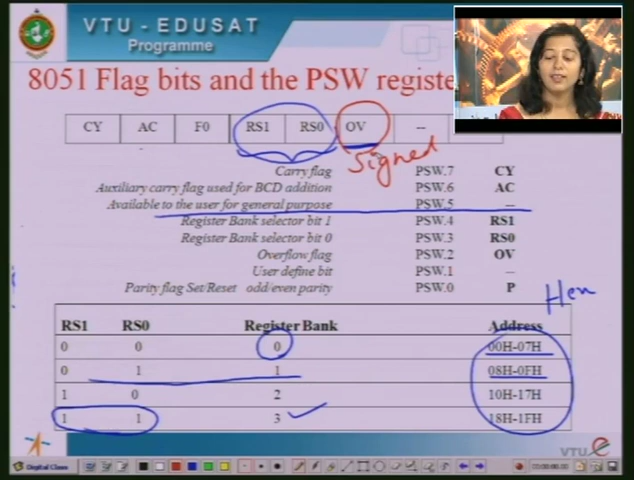 VTU - EDUSAT
Programme
8051 Flag bits and the PSW registe
CY AC F0 RS1 RS0 OV --
Signed
Carry flag PSW.7 CY
Auxiliary carry flag used for BCD addition PSW.6 AC
Available to the user for general purpose PSW.5 --
Register Bank selector bit 1 PSW.4 RS1
Register Bank selector bit 0 PSW.3 RS0
Overflow flag PSW.2 OV
User define bit PSW.1 --
Parity flag Set/Reset odd/even parity PSW.0 P
Hex
RS1 RS0 Register Bank Address
0 0 0 00H-07H
0 1 1 08H-0FH
1 0 2 10H-17H
1 1 3 18H-1FH
VTU e
Digital Class